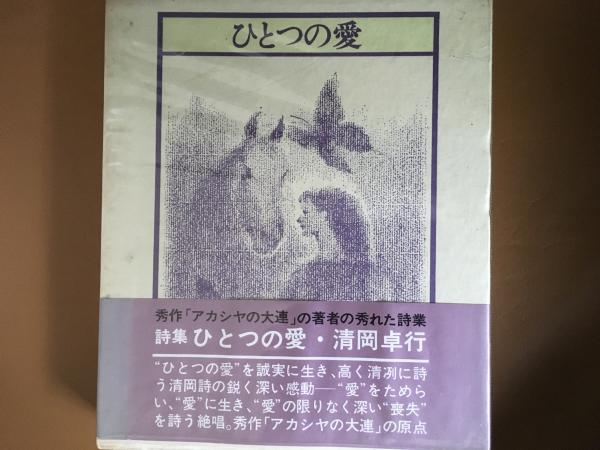 ひとつの愛
秀作「アカシヤの大連」の著者の秀れた詩業
詩集 ひとつの愛・清岡卓行
“ひとつの愛”を誠実に生き、高く清冽に詩
う清岡詩の鋭く深い感動―“愛”をためら
い、“愛”に生き、“愛”の限りなく深い“喪失”
を詩う絶唱。秀作「アカシヤの大連」の原点